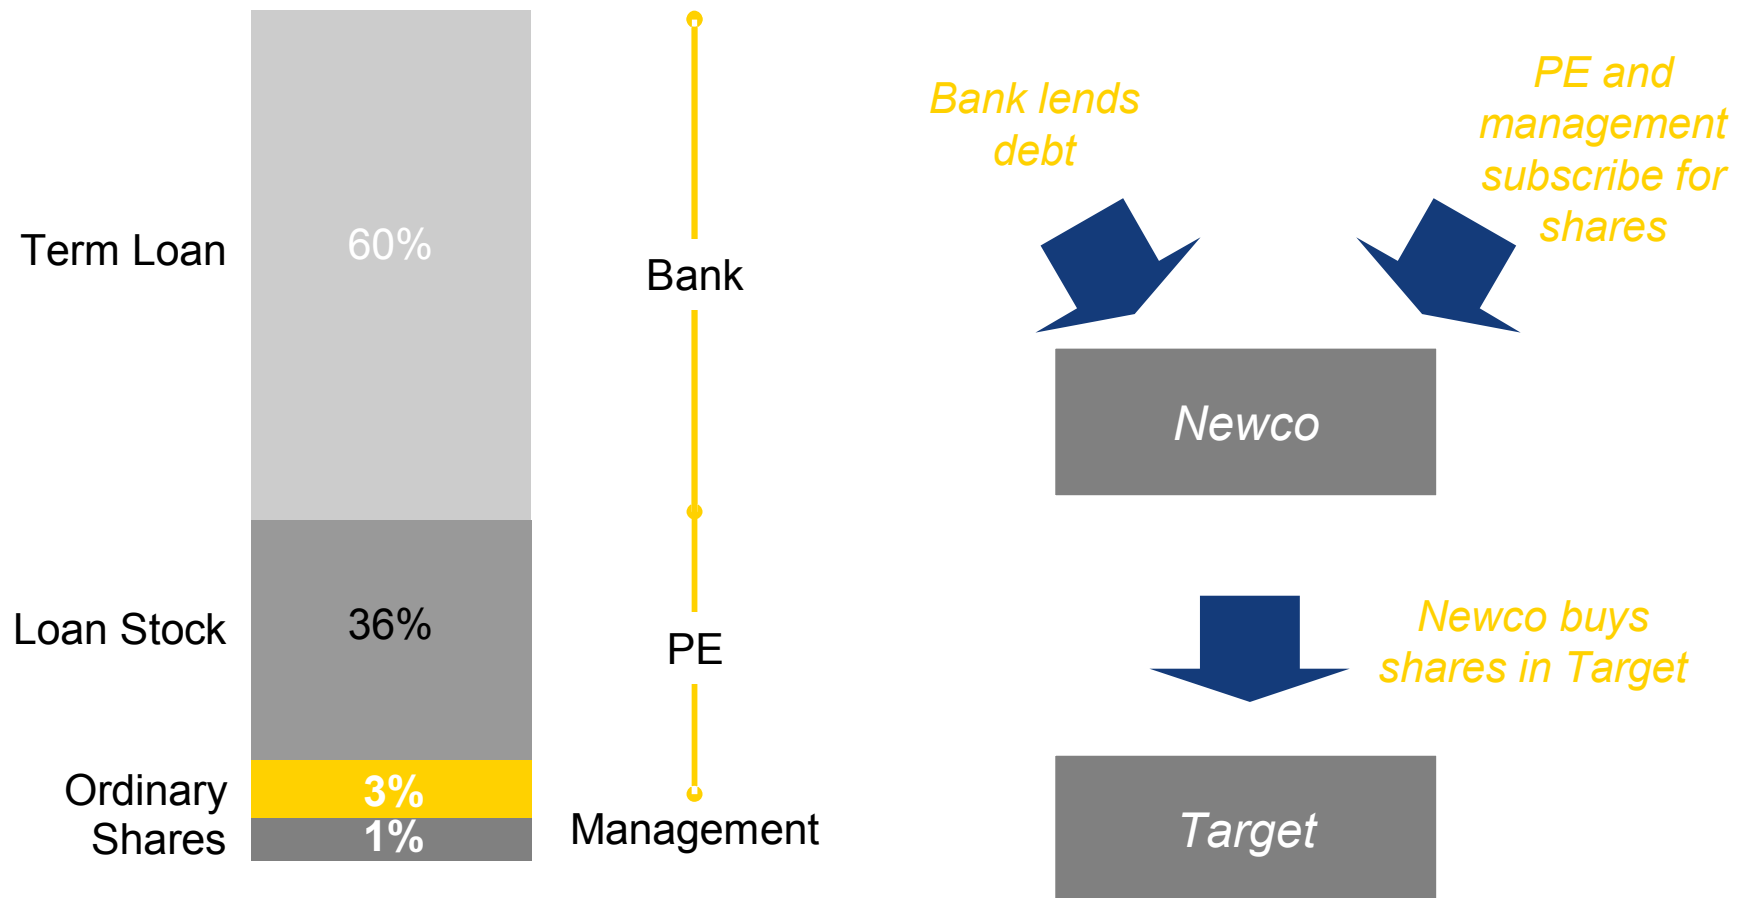 Term Loan
60%
Bank
Loan Stock
36%
PE
Ordinary
Shares
3%
1%
Management
Bank lends
debt
PE and
management
subscribe for
shares
Newco
Newco buys
shares in Target
Target